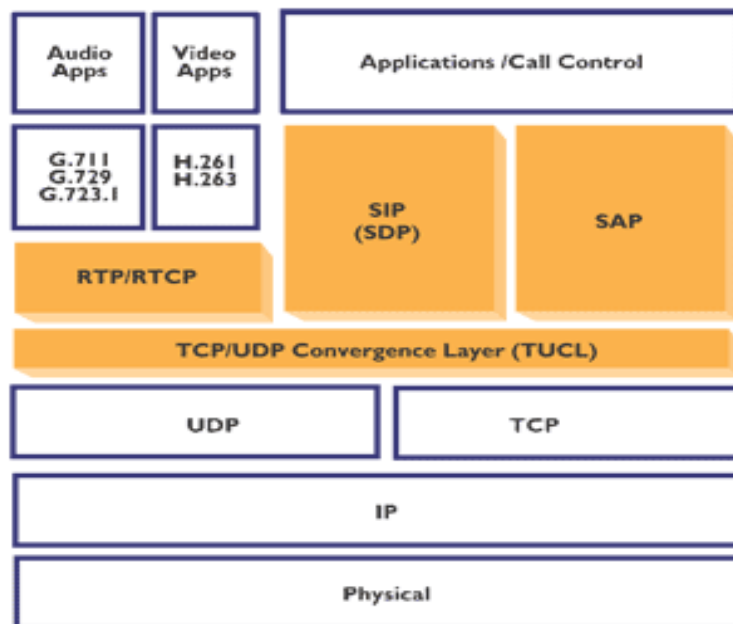 Audio
Apps
Video
Apps
Applications /Call Control
G.711
G.729
G.723.1
H.261
H.263
SIP
(SDP)
SAP
RTP/RTCP
TCP/UDP Convergence Layer (TUCL)
UDP
TCP
IP
Physical